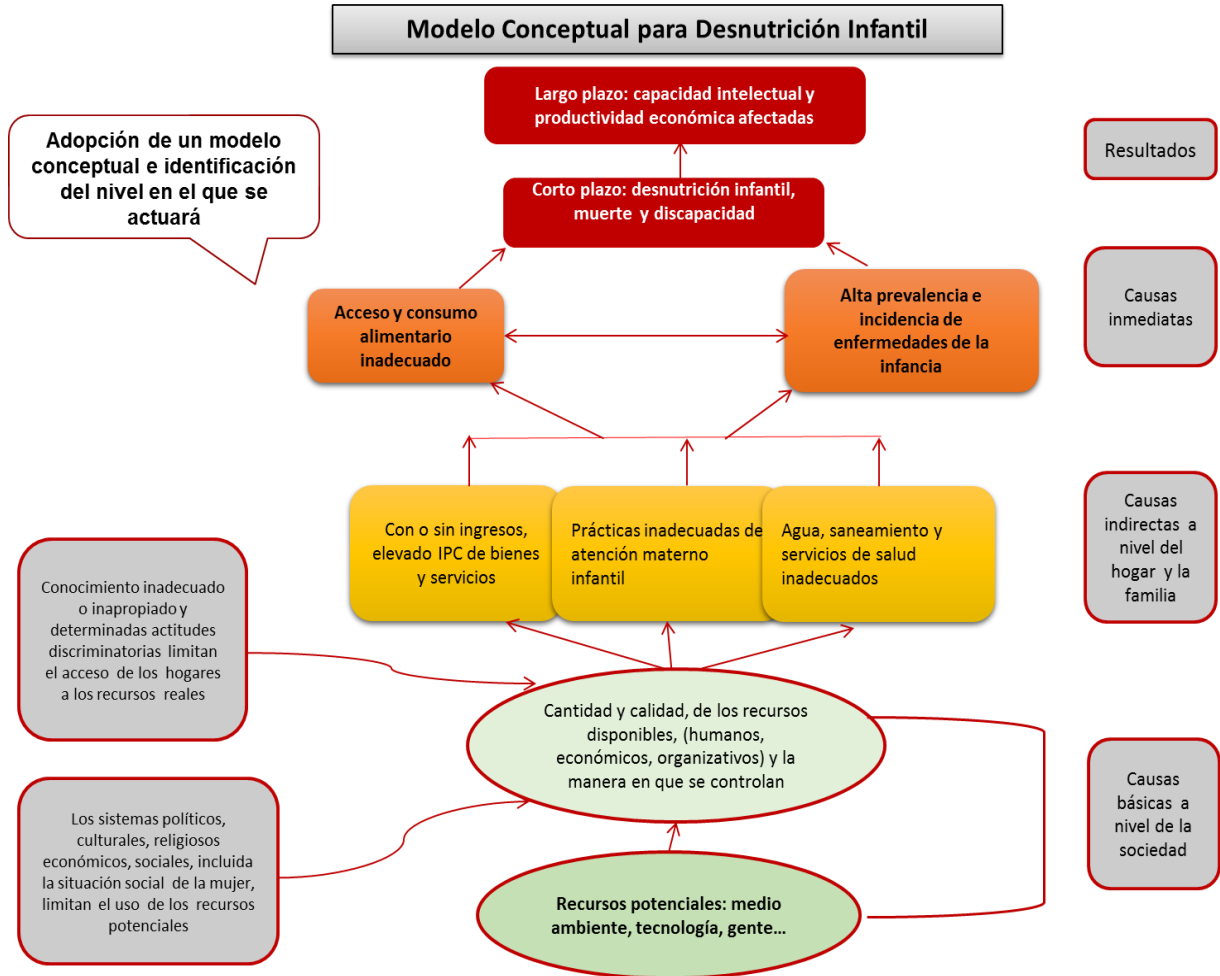 Modelo Conceptual para Desnutrición Infantil
Largo plazo: capacidad intelectual y
productividad económica afectadas
Adopción de un modelo
conceptual e identificación
del nivel en el que se
actuará
Resultados
Corto plazo: desnutrición infantil,
muerte y discapacidad
Acceso y consumo
alimentario
inadecuado
Alta prevalencia e
incidencia de
enfermedades de la
infancia
Causas
inmediatas
Con o sin ingresos,
elevado IPC de bienes
y servicios
Prácticas inadecuadas de
atención materno
infantil
Agua, saneamiento y
servicios de salud
inadecuados
Causas
indirectas a
nivel del
hogar y la
familia
Conocimiento inadecuado
o inapropiado y
determinadas actitudes
discriminatorias limitan
el acceso de los hogares
a los recursos reales
Cantidad y calidad, de los recursos
disponibles, (humanos,
económicos, organizativos) y la
manera en que se controlan
Causas
básicas a
nivel de la
sociedad
Los sistemas políticos,
culturales, religiosos
económicos, sociales, incluida
la situación social de la mujer,
limitan el uso de los recursos
potenciales
Recursos potenciales: medio
ambiente, tecnología, gente...